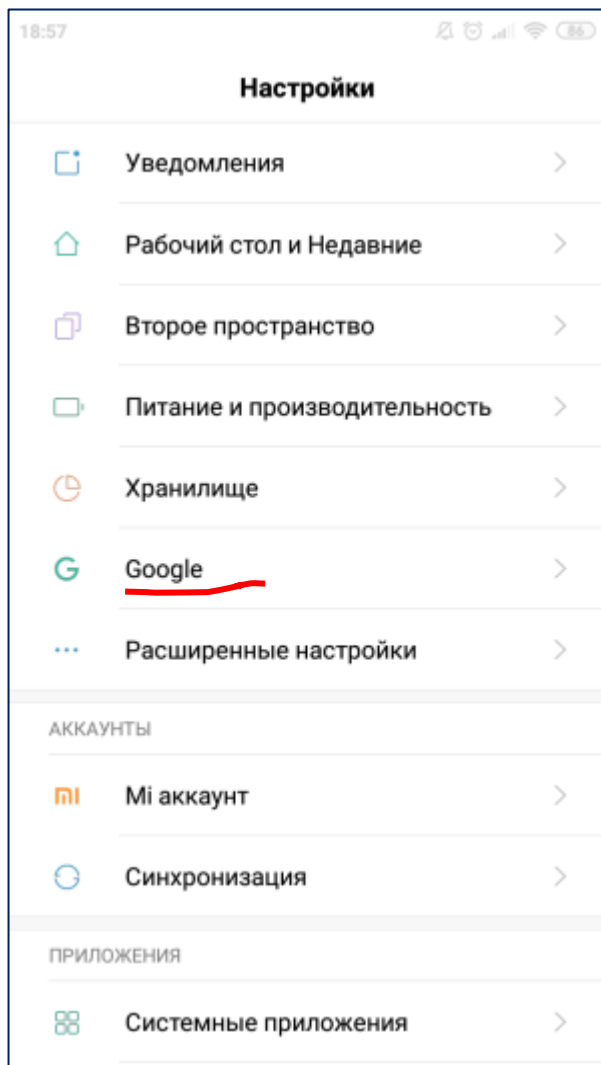 18:57
86
Настройки
Уведомления
Рабочий стол и Недавние
Второе пространство
Питание и производительность
Хранилище
G Google
Расширенные настройки
АККАУНТЫ
MI Mi аккаунт
Синхронизация
ПРИЛОЖЕНИЯ
Системные приложения